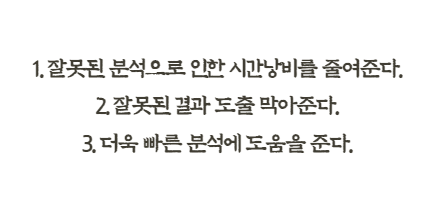 1. 잘못된 분석으로 인한 시간낭비를 줄여준다.
2. 잘못된 결과 도출 막아준다.
3. 더욱 빠른 분석에 도움을 준다.